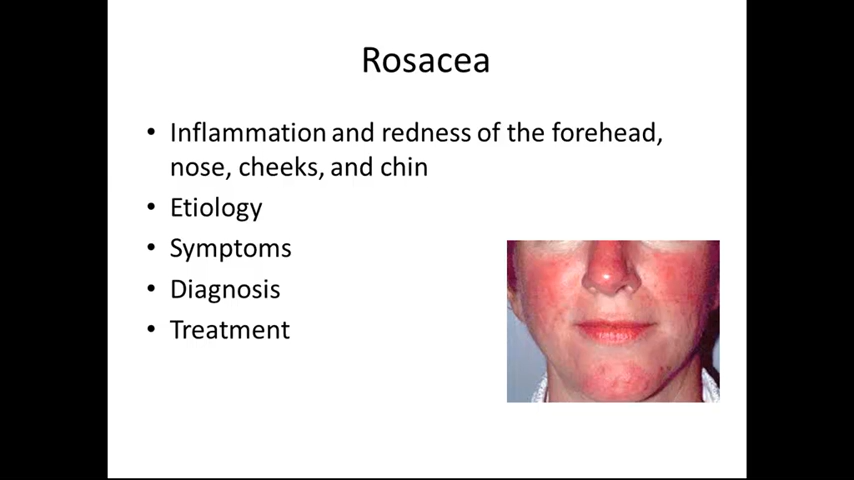 Rosacea
• Inflammation and redness of the forehead,
nose, cheeks, and chin
• Etiology
• Symptoms
• Diagnosis
• Treatment